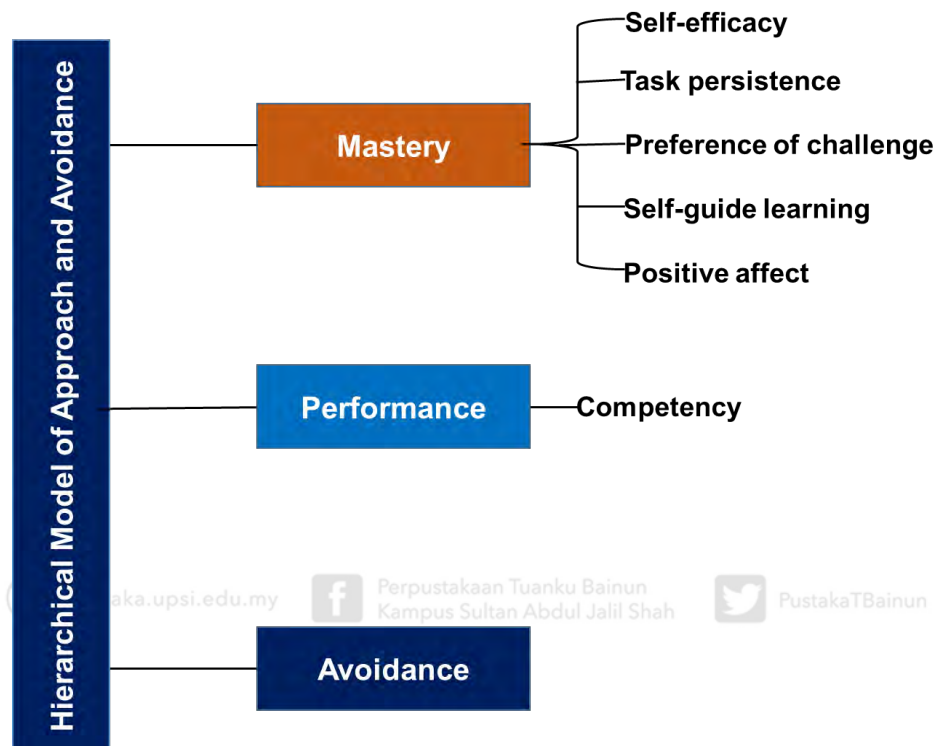 Hierarchical Model of Approach and Avoidance
Mastery
Self-efficacy
Task persistence
Preference of challenge
Self-guide learning
Positive affect
Performance
Competency
aka.upsi.edu.my
f
Perpustakaan Tuanku Bainun
Kampus Sultan Abdul Jalil Shah
PustakaTBainun
Avoidance